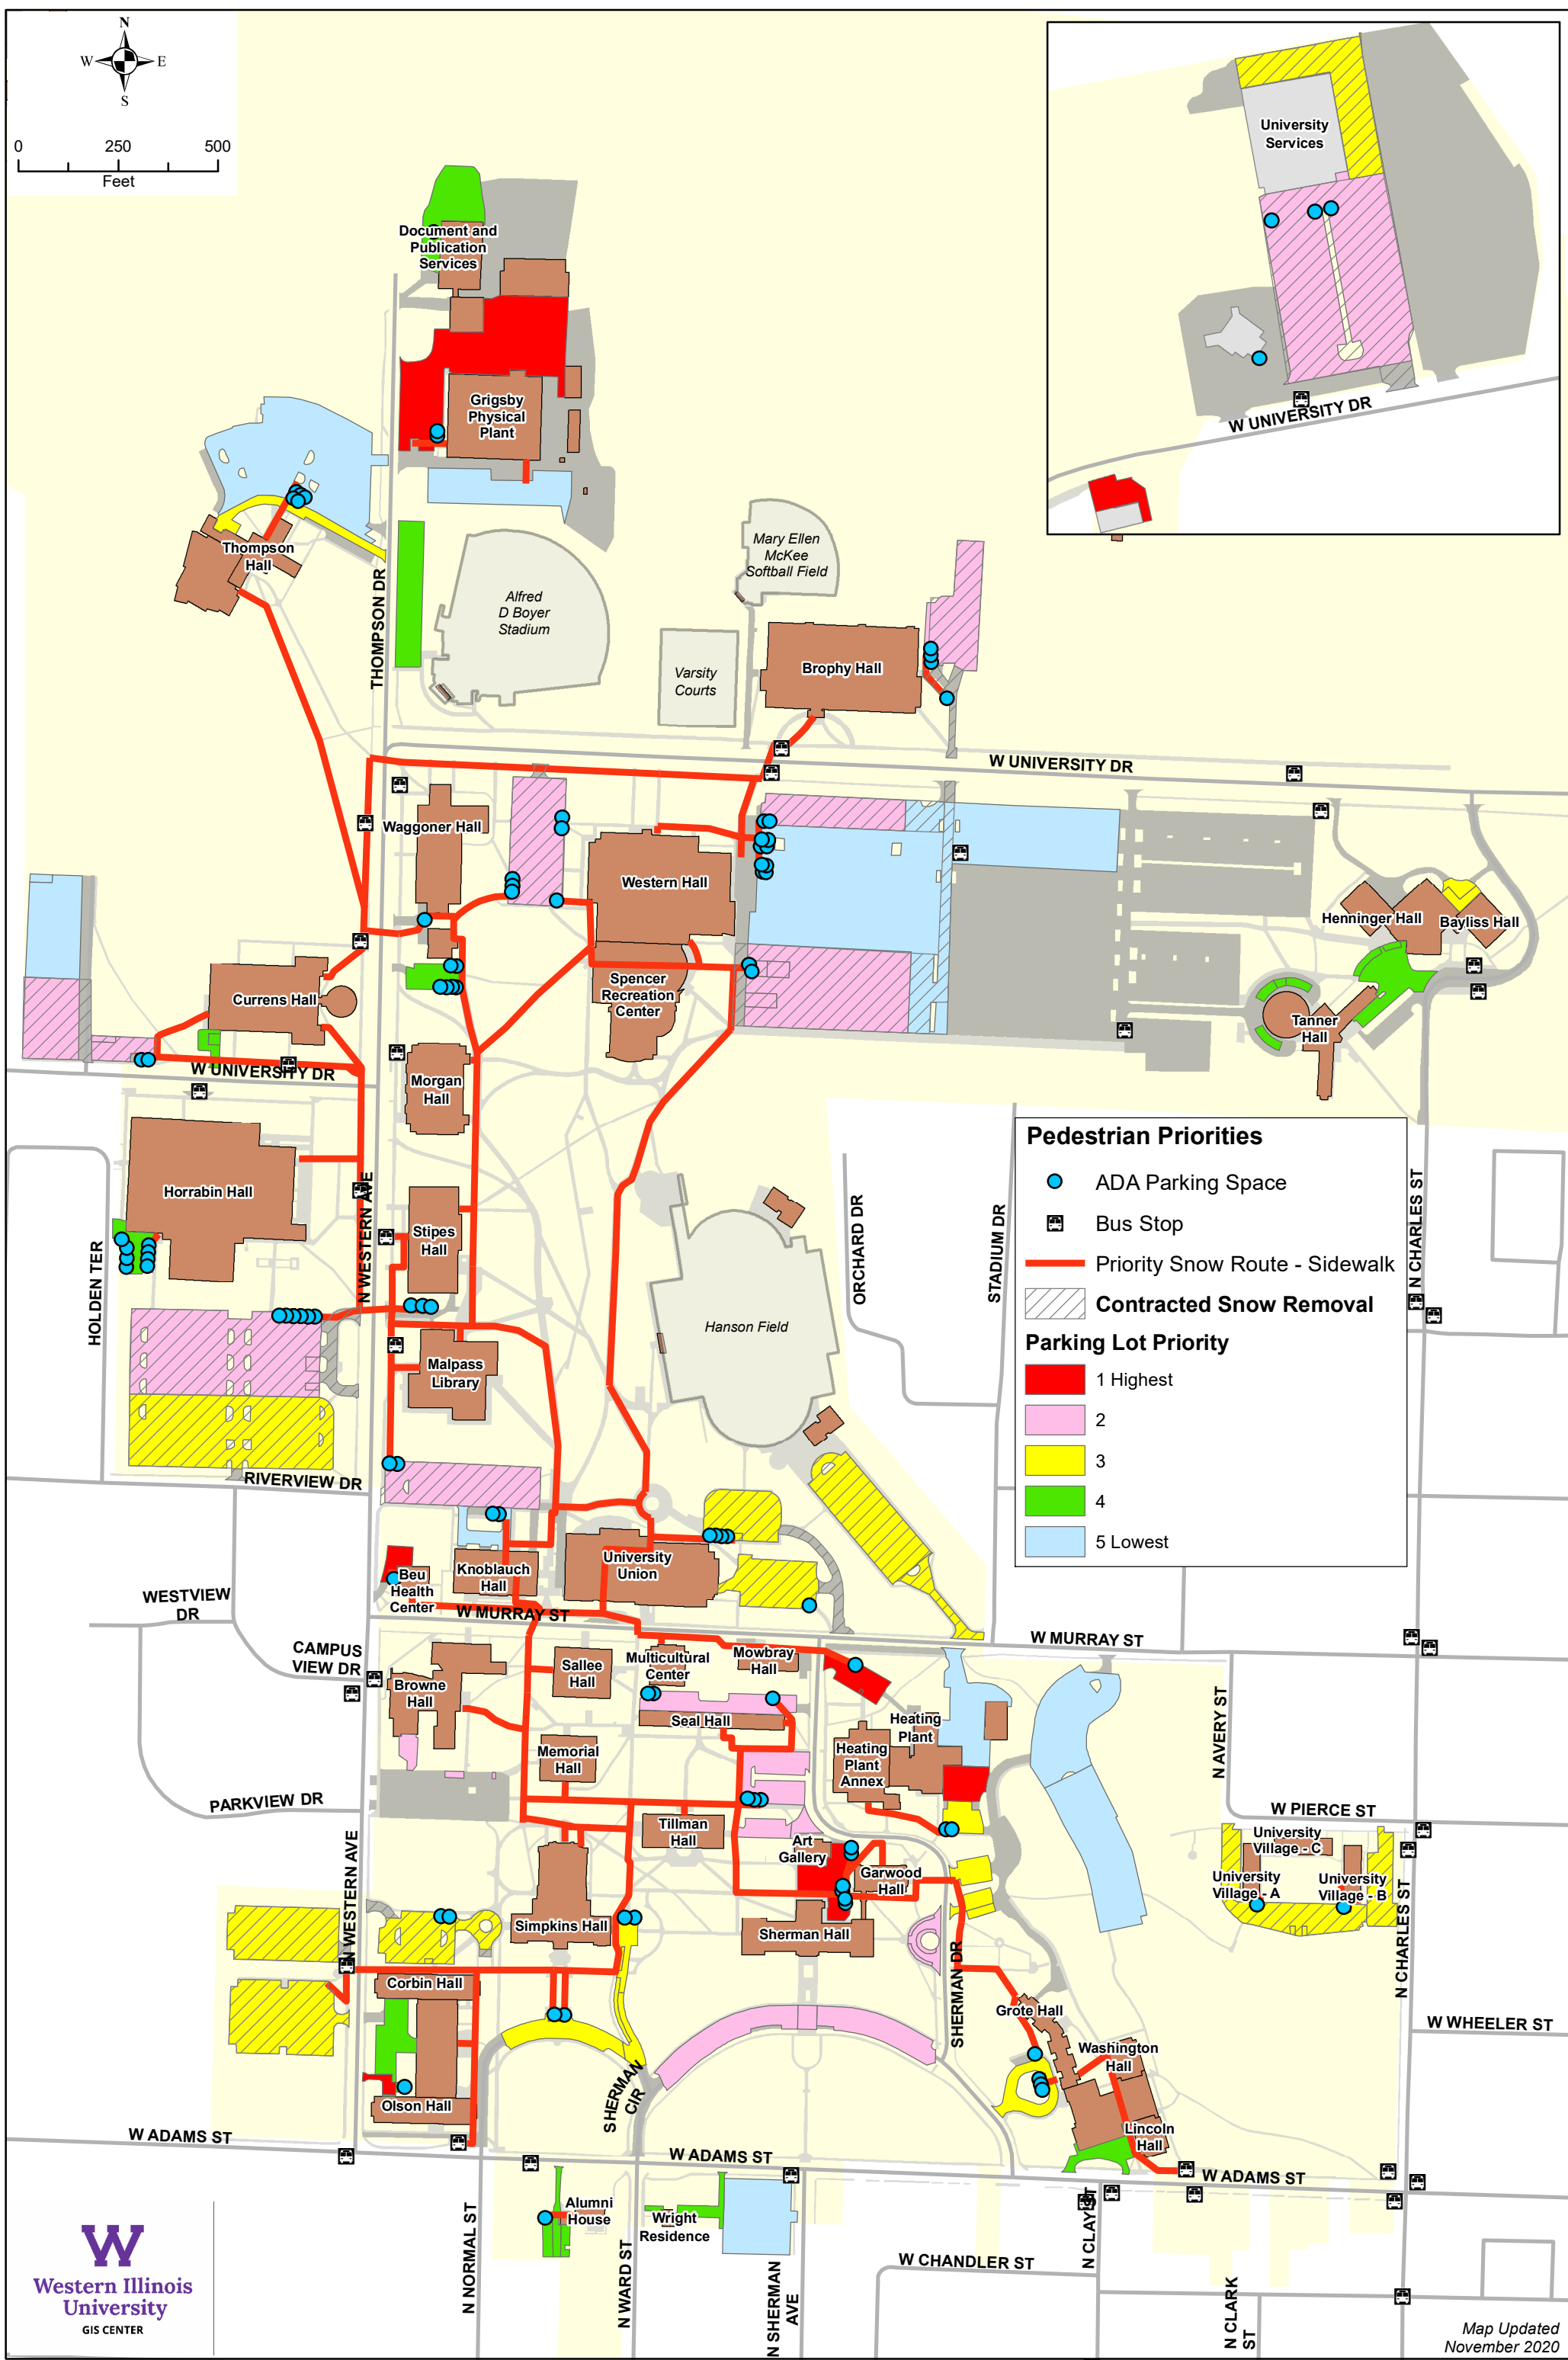 N
W E
S
0 250 500
Feet
University
Services
W UNIVERSITY DR
Document and
Publication
Services
Grigsby
Physical
Plant
Thompson
Hall
THOMPSON DR
Alfred
D Boyer
Stadium
Mary Ellen
McKee
Softball Field
Varsity
Courts
Brophy Hall
W UNIVERSITY DR
Waggoner Hall
Western Hall
Henninger Hall
Bayliss Hall
Currens Hall
Spencer
Recreation
Center
Tanner
Hall
W UNIVERSITY DR
Morgan
Hall
Horrabin Hall
Stipes
Hall
N WESTERN AVE
HOLDEN TER
Malpass
Library
Hanson Field
ORCHARD DR
STADIUM DR
N CHARLES ST
Pedestrian Priorities
ADA Parking Space
Bus Stop
Priority Snow Route - Sidewalk
Contracted Snow Removal
Parking Lot Priority
1 Highest
2
3
4
5 Lowest
RIVERVIEW DR
Beu
Health
Center
Knoblauch
Hall
University
Union
WESTVIEW
DR
W MURRAY ST
W MURRAY ST
CAMPUS
VIEW DR
Browne
Hall
Sallee
Hall
Multicultural
Center
Mowbray
Hall
Seal Hall
Heating
Plant
Heating
Plant
Annex
Memorial
Hall
N AVERY ST
PARKVIEW DR
W PIERCE ST
Tillman
Hall
Art
Gallery
Garwood
Hall
University
Village - C
University
Village - A
University
Village - B
N WESTERN AVE
Simpkins Hall
Sherman Hall
SHERMAN DR
N CHARLES ST
Corbin Hall
Grote Hall
W WHEELER ST
Washington
Hall
SHERMAN
CIR
Olson Hall
Lincoln
Hall
W ADAMS ST
W ADAMS ST
W ADAMS ST
Alumni
House
Wright
Residence
N NORMAL ST
N WARD ST
N SHERMAN
AVE
W CHANDLER ST
N CLAY ST
N CLARK
ST
W
Western Illinois
University
GIS CENTER
Map Updated
November 2020